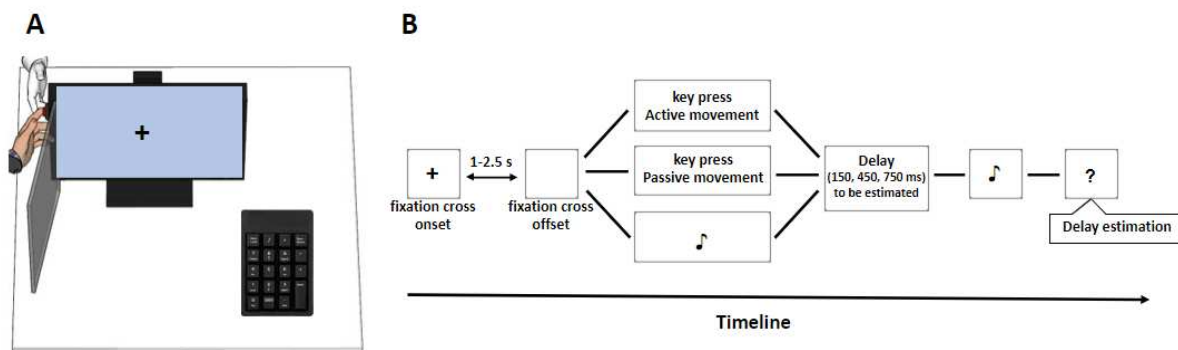 A
B
+
+
1-2.5 s
fixation cross
onset
fixation cross
offset
key press
Active movement
key press
Passive movement
♪
Delay
(150, 450, 750 ms)
to be estimated
♪
?
Delay estimation
Timeline